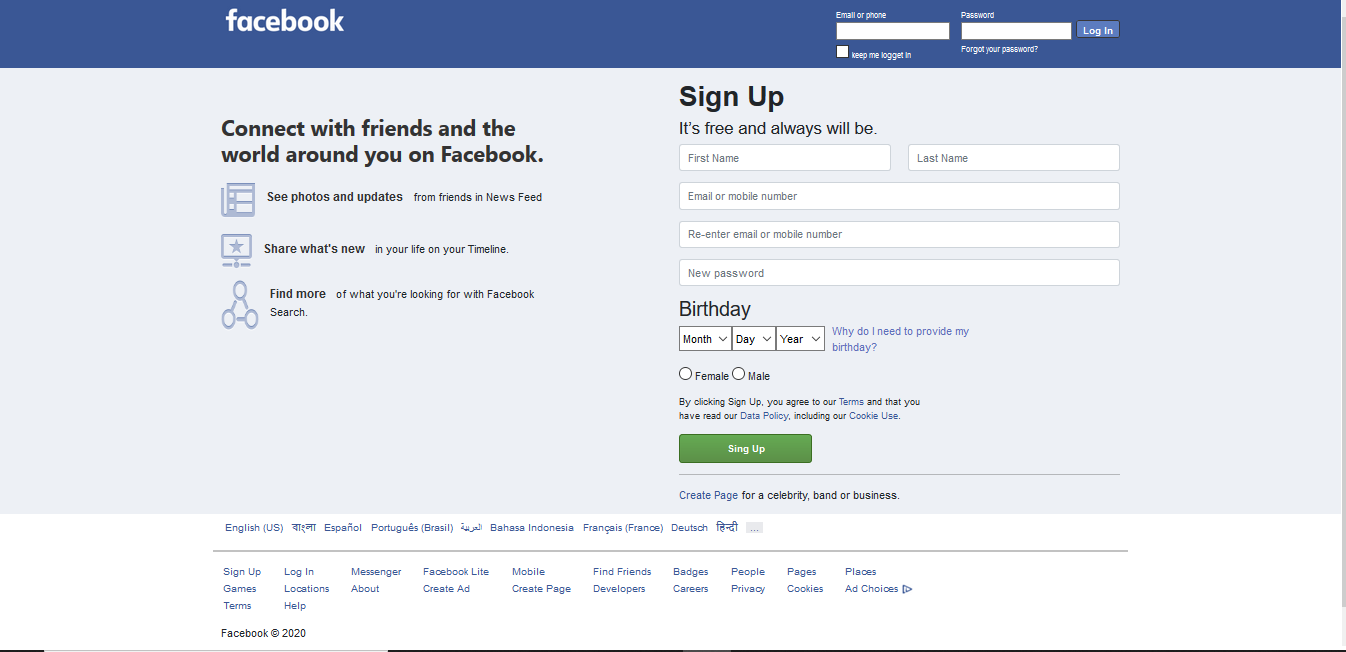 facebook
Email or phone Password
Log In
keep me logget in Forgot your password?
Sign Up
It's free and always will be.
Connect with friends and the
world around you on Facebook.
See photos and updates from friends in News Feed
Share what's new in your life on your Timeline.
Find more of what you're looking for with Facebook
Search.
First Name Last Name
Email or mobile number
Re-enter email or mobile number
New password
Birthday
Month Day Year Why do I need to provide my
birthday?
Female Male
By clicking Sign Up, you agree to our Terms and that you
have read our Data Policy, including our Cookie Use.
Sing Up
Create Page for a celebrity, band or business.
English (US) বাংলা Español Português (Brasil) العربية Bahasa Indonesia Français (France) Deutsch हिन्दी ...
Sign Up Log In Messenger Facebook Lite Mobile Find Friends Badges People Pages Places
Games Locations About Create Ad Create Page Developers Careers Privacy Cookies Ad Choices
Terms Help
Facebook © 2020